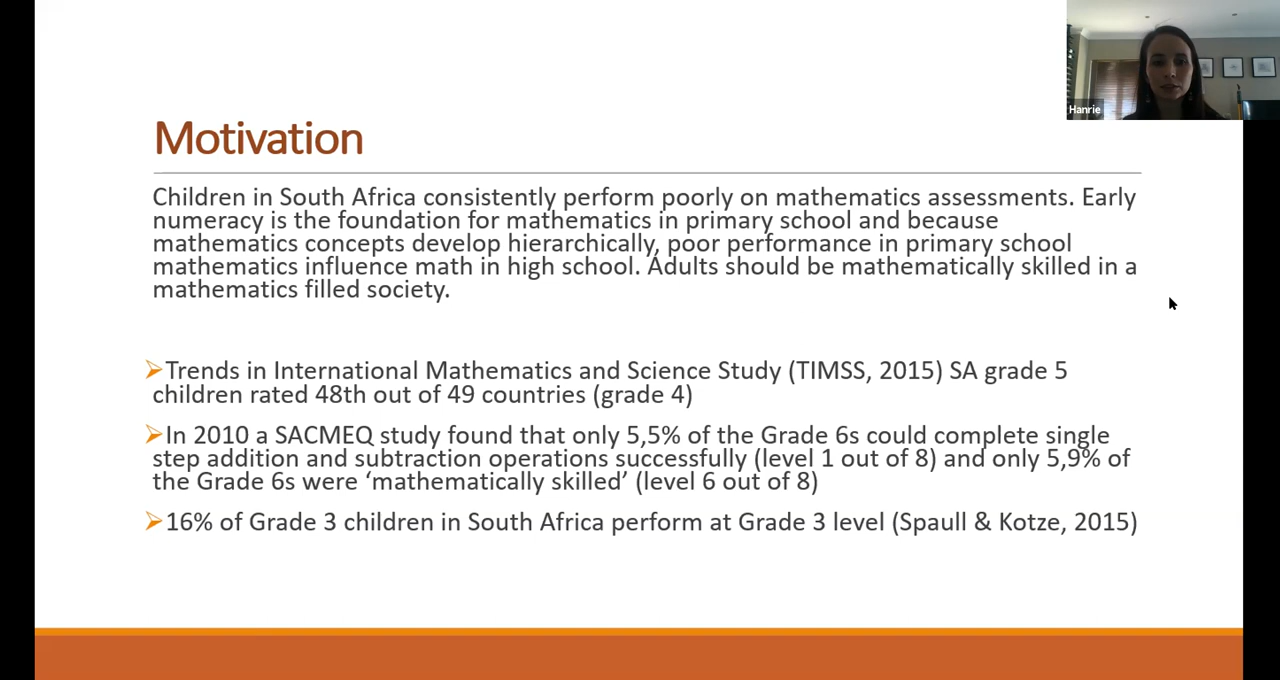 Hanrie
Motivation
Children in South Africa consistently perform poorly on mathematics assessments. Early
numeracy is the foundation for mathematics in primary school and because
mathematics concepts develop hierarchically, poor performance in primary school
mathematics influence math in high school. Adults should be mathematically skilled in a
mathematics filled society.
➢Trends in International Mathematics and Science Study (TIMSS, 2015) SA grade 5
children rated 48th out of 49 countries (grade 4)
➢In 2010 a SACMEQ study found that only 5,5% of the Grade 6s could complete single
step addition and subtraction operations successfully (level 1 out of 8) and only 5,9% of
the Grade 6s were ‘mathematically skilled’ (level 6 out of 8)
➢16% of Grade 3 children in South Africa perform at Grade 3 level (Spaull & Kotze, 2015)